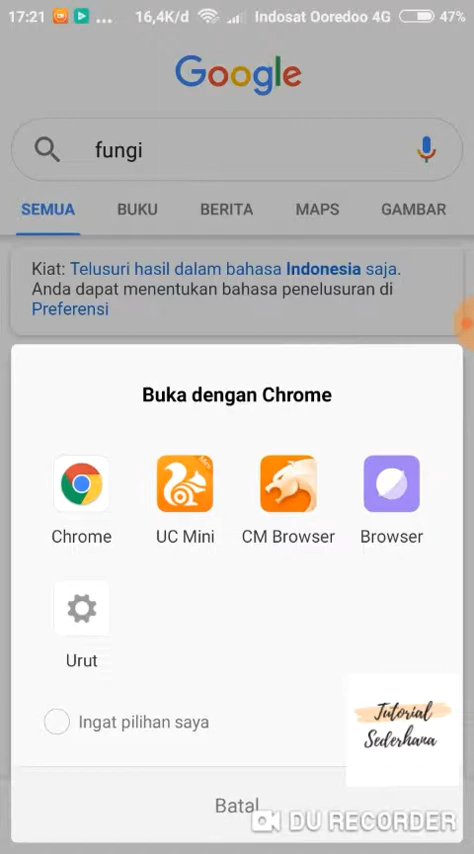 17:21 ... 16,4K/d Indosat Ooredoo 4G 47%
Google
fungi
SEMUA BUKU BERITA MAPS GAMBAR
Kiat: Telusuri hasil dalam bahasa Indonesia saja.
Anda dapat menentukan bahasa penelusuran di
Preferensi
Buka dengan Chrome
Mini
Chrome UC Mini CM Browser Browser
Urut
Ingat pilihan saya
Tutorial
Sederhana
Batal
DU RECORDER